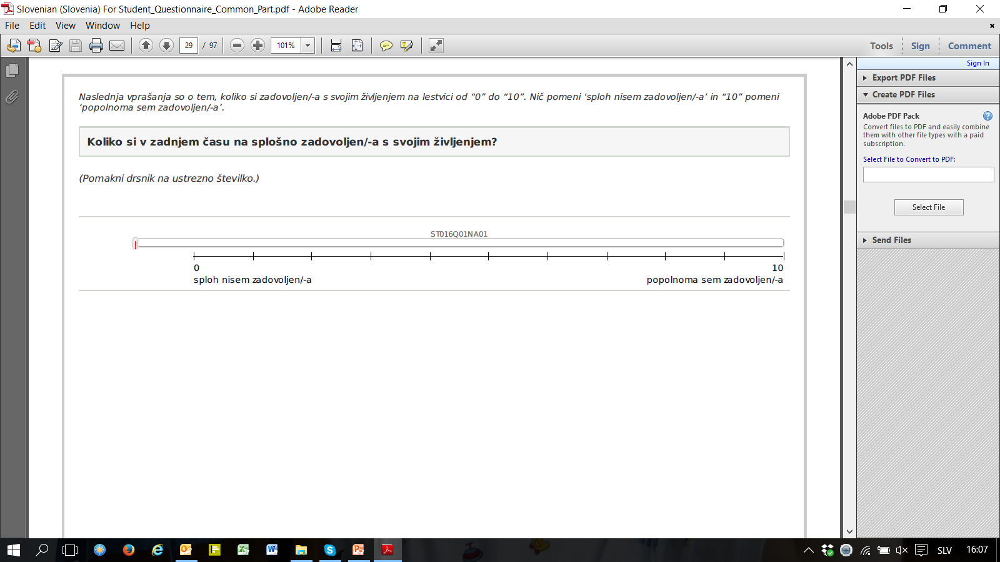 Slovenian (Slovenia) For Student_Questionnaire_Common_Part.pdf - Adobe Reader
File Edit View Window Help
29 / 97 101% Tools Sign Comment
Sign In
Export PDF Files
Create PDF Files
Adobe PDF Pack
Convert files to PDF and easily combine
them with other file types with a paid
subscription.
Select File to Convert to PDF:
Select File
Send Files
Naslednja vprašanja so o tem, koliko si zadovoljen/-a s svojim življenjem na lestvici od “0” do “10”. Nič pomeni ‘sploh nisem zadovoljen/-a’ in “10” pomeni
‘popolnoma sem zadovoljen/-a’.
Koliko si v zadnjem času na splošno zadovoljen/-a s svojim življenjem?
(Pomakni drsnik na ustrezno številko.)
ST016Q01NA01
0 10
sploh nisem zadovoljen/-a popolnoma sem zadovoljen/-a
SLV 16:07